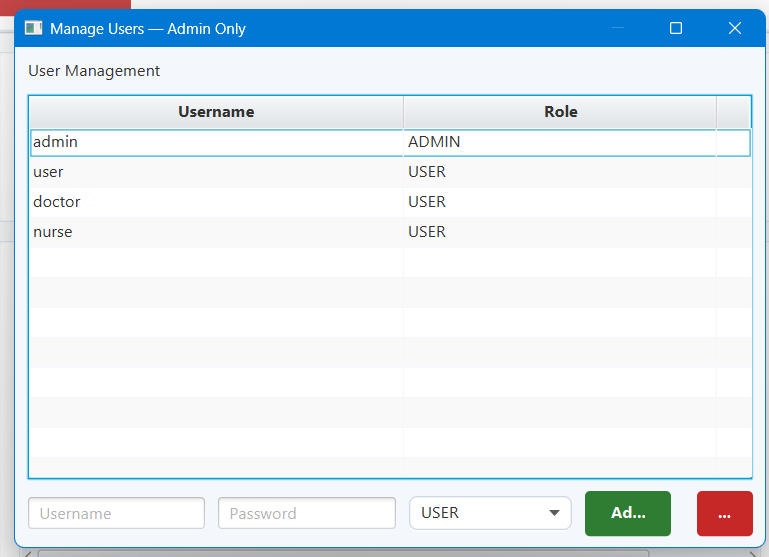 Manage Users — Admin Only
User Management
Username Role
admin ADMIN
user USER
doctor USER
nurse USER
Username Password USER Ad... ...